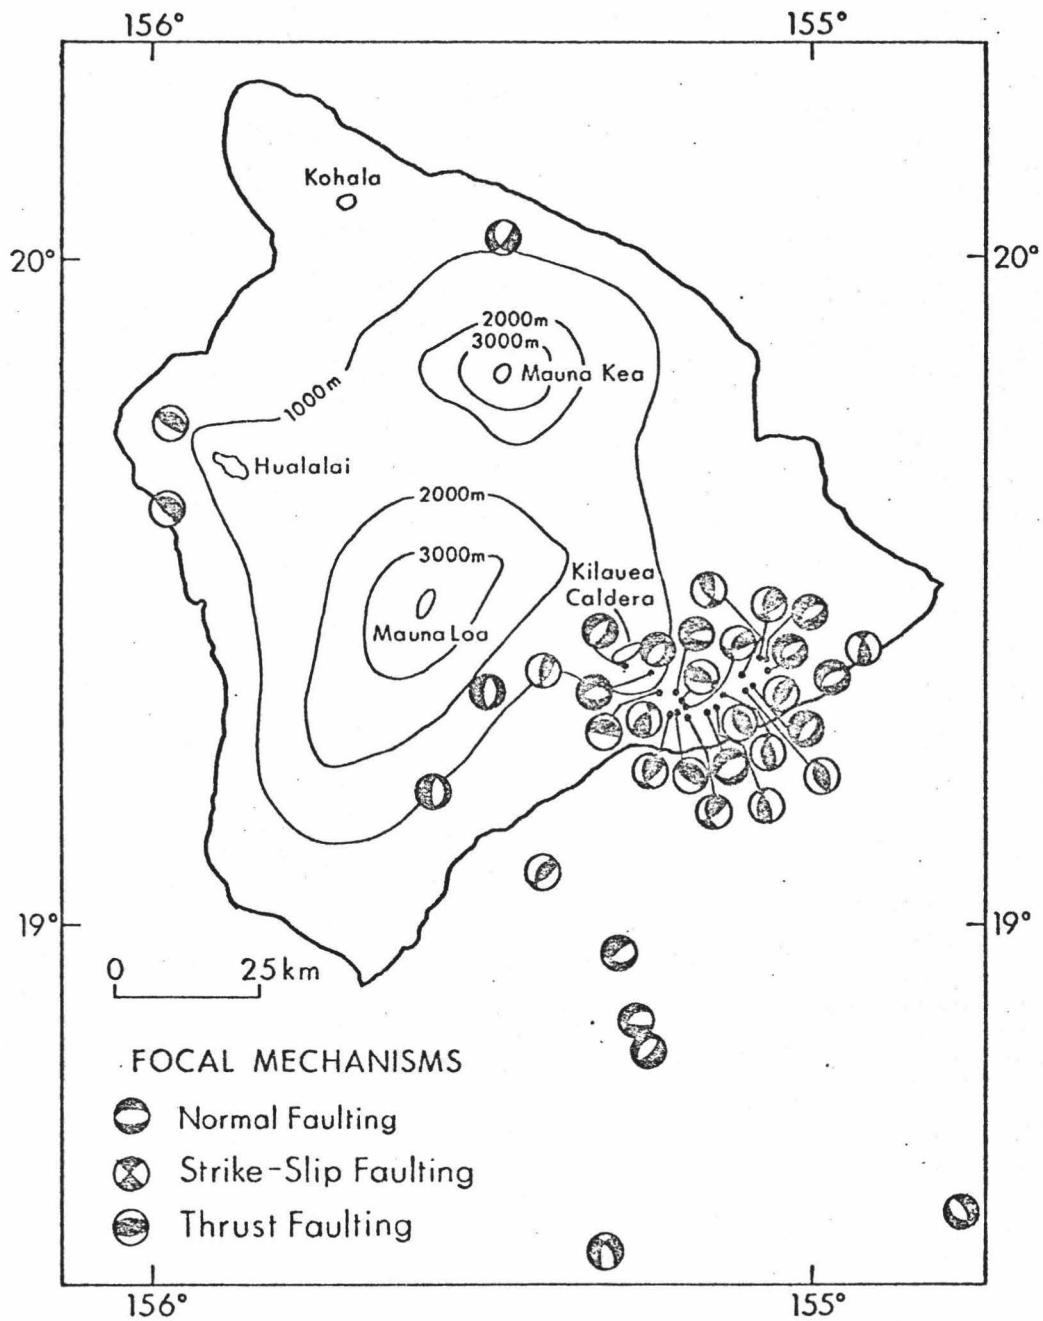 156° 155°
Kohala
20° 20°
2000m
3000m
Mauna Kea
1000m
Hualalai
2000m
3000m
Kilauea
Caldera
Mauna Loa
19° 19°
0 25km
FOCAL MECHANISMS
Normal Faulting
Strike-Slip Faulting
Thrust Faulting
156° 155°